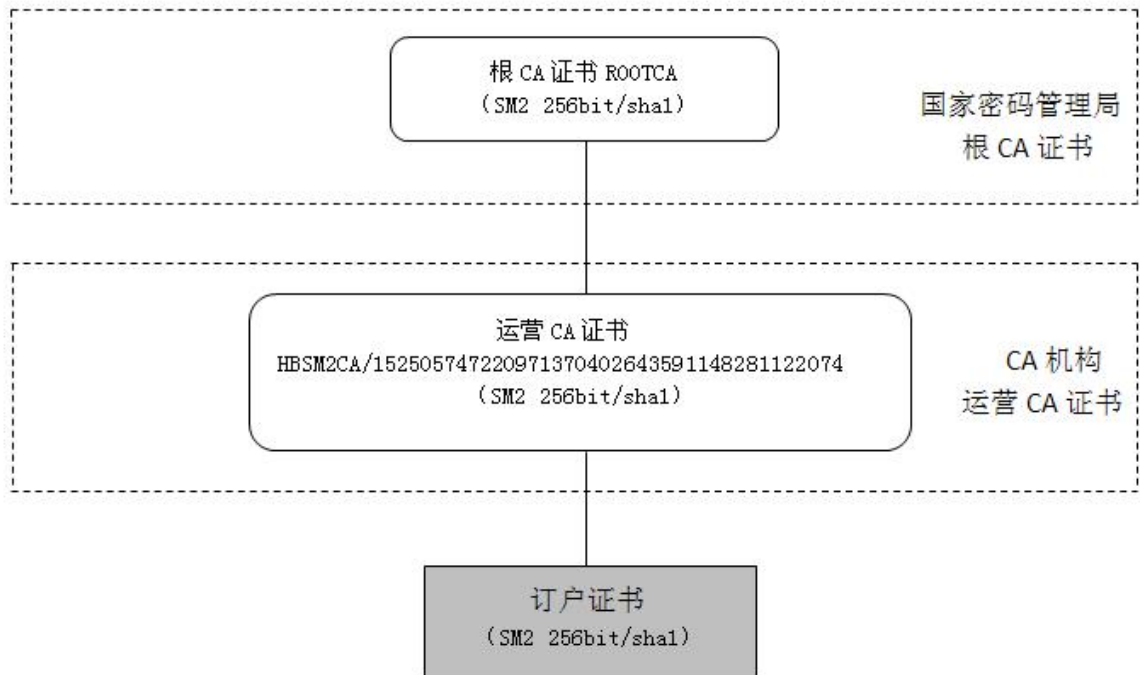 根 CA 证书 ROOTCA
(SM2 256bit/sha1)
国家密码管理局
根 CA 证书
运营 CA 证书
HBSM2CA/152505747220971370402643591148281122074
(SM2 256bit/sha1)
CA 机构
运营 CA 证书
订户证书
(SM2 256bit/sha1)